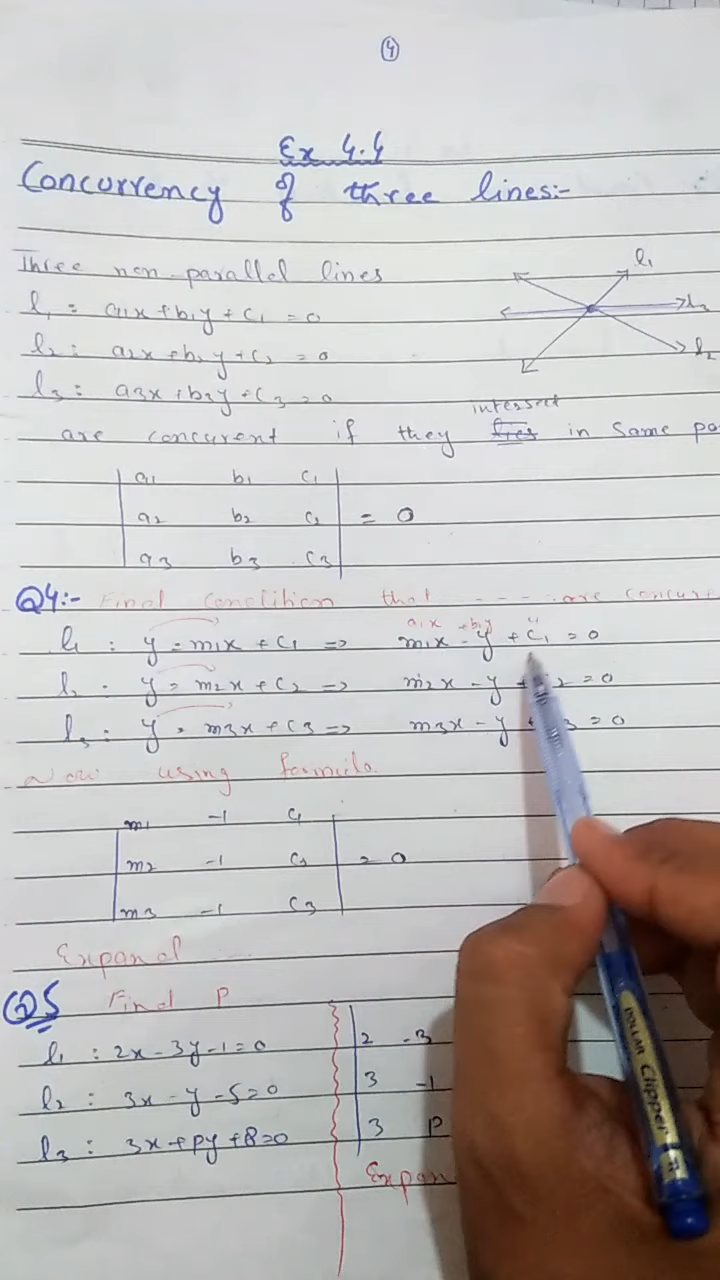 4
Ex 4.4
Concurrency of three lines:-
Three non-parallel lines
l₁ : a₁x + b₁y + c₁ = 0
l₂ : a₂x + b₂y + c₂ = 0
l₃ : a₃x + b₃y + c₃ = 0
l₁
l₃
l₂
intersect
are concurent if they lies in same po
a₁ b₁ c₁
a₂ b₂ c₂ = 0
a₃ b₃ c₃
Q4:- Final Condition that ---- are concur
a₁x + b₁y c₁
l₁ : y = m₁x + c₁ => m₁x - y + c₁ = 0
l₂ : y = m₂x + c₂ => m₂x - y + 2 = 0
l₃ : y = m₃x + c₃ => m₃x - y + 3 = 0
Now using formula
m₁ -1 c₁
m₂ -1 c₂ = 0
m₃ -1 c₃
Expand
Q5 Find P
l₁ : 2x - 3y - 1 = 0
l₂ : 3x - y - 5 = 0
l₃ : 3x + py + 8 = 0
2 -3
3 -1
3 P
Expan
DOLLAR Clipper